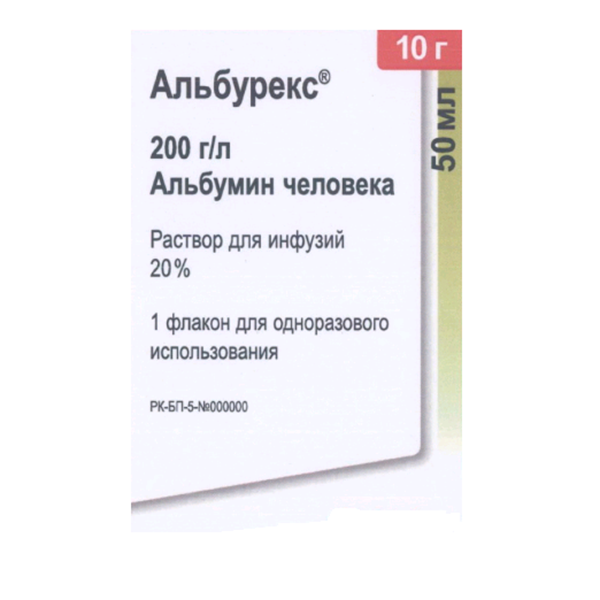 10 г
Альбурекс®
50 мл
200 г/л
Альбумин человека
Раствор для инфузий
20%
1 флакон для одноразового
использования
РК-БП-5-№000000